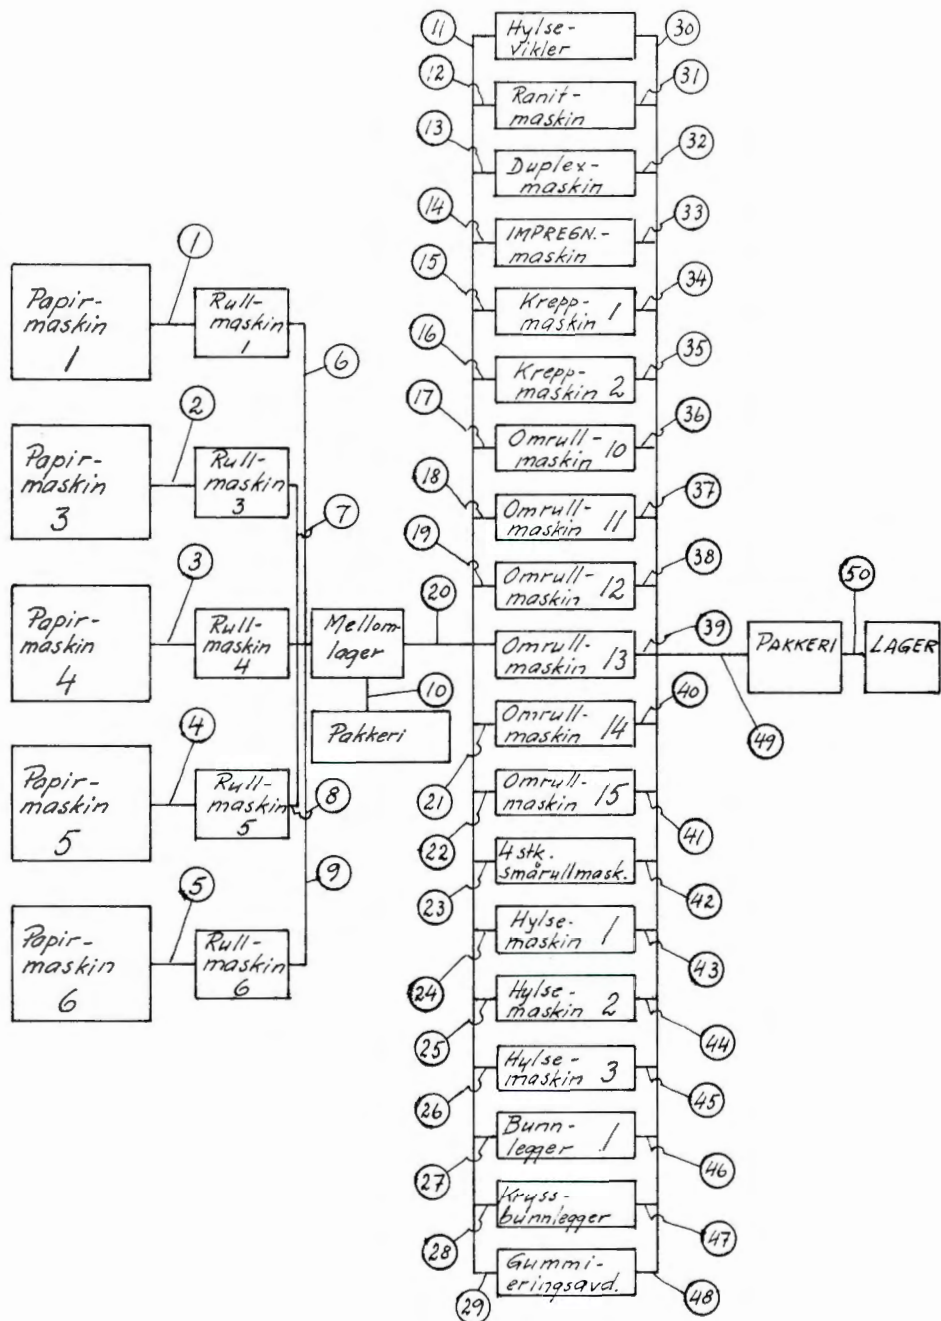 11
Hylse-
vikler
30
12
Ranit-
maskin
31
13
Duplex-
maskin
32
14
IMPREGN.-
maskin
33
15
Krepp-
maskin 1
34
16
Krepp-
maskin 2
35
17
Omrull-
maskin 10
36
18
Omrull-
maskin 11
37
19
Omrull-
maskin 12
38
20
Omrull-
maskin 13
39
21
Omrull-
maskin 14
40
22
Omrull-
maskin 15
41
23
4 stk.
smårullmask.
42
24
Hylse-
maskin 1
43
25
Hylse-
maskin 2
44
26
Hylse-
maskin 3
45
27
Bunn-
legger 1
46
28
Kryss-
bunnlegger
47
29
Gummi-
eringsavd.
48
Papir-
maskin
1
1
Rull-
maskin
1
6
Papir-
maskin
3
2
Rull-
maskin
3
7
Papir-
maskin
4
3
Rull-
maskin
4
Mellom-
lager
10
Pakkeri
Papir-
maskin
5
4
Rull-
maskin
5
8
Papir-
maskin
6
5
Rull-
maskin
6
9
49
PAKKERI
50
LAGER